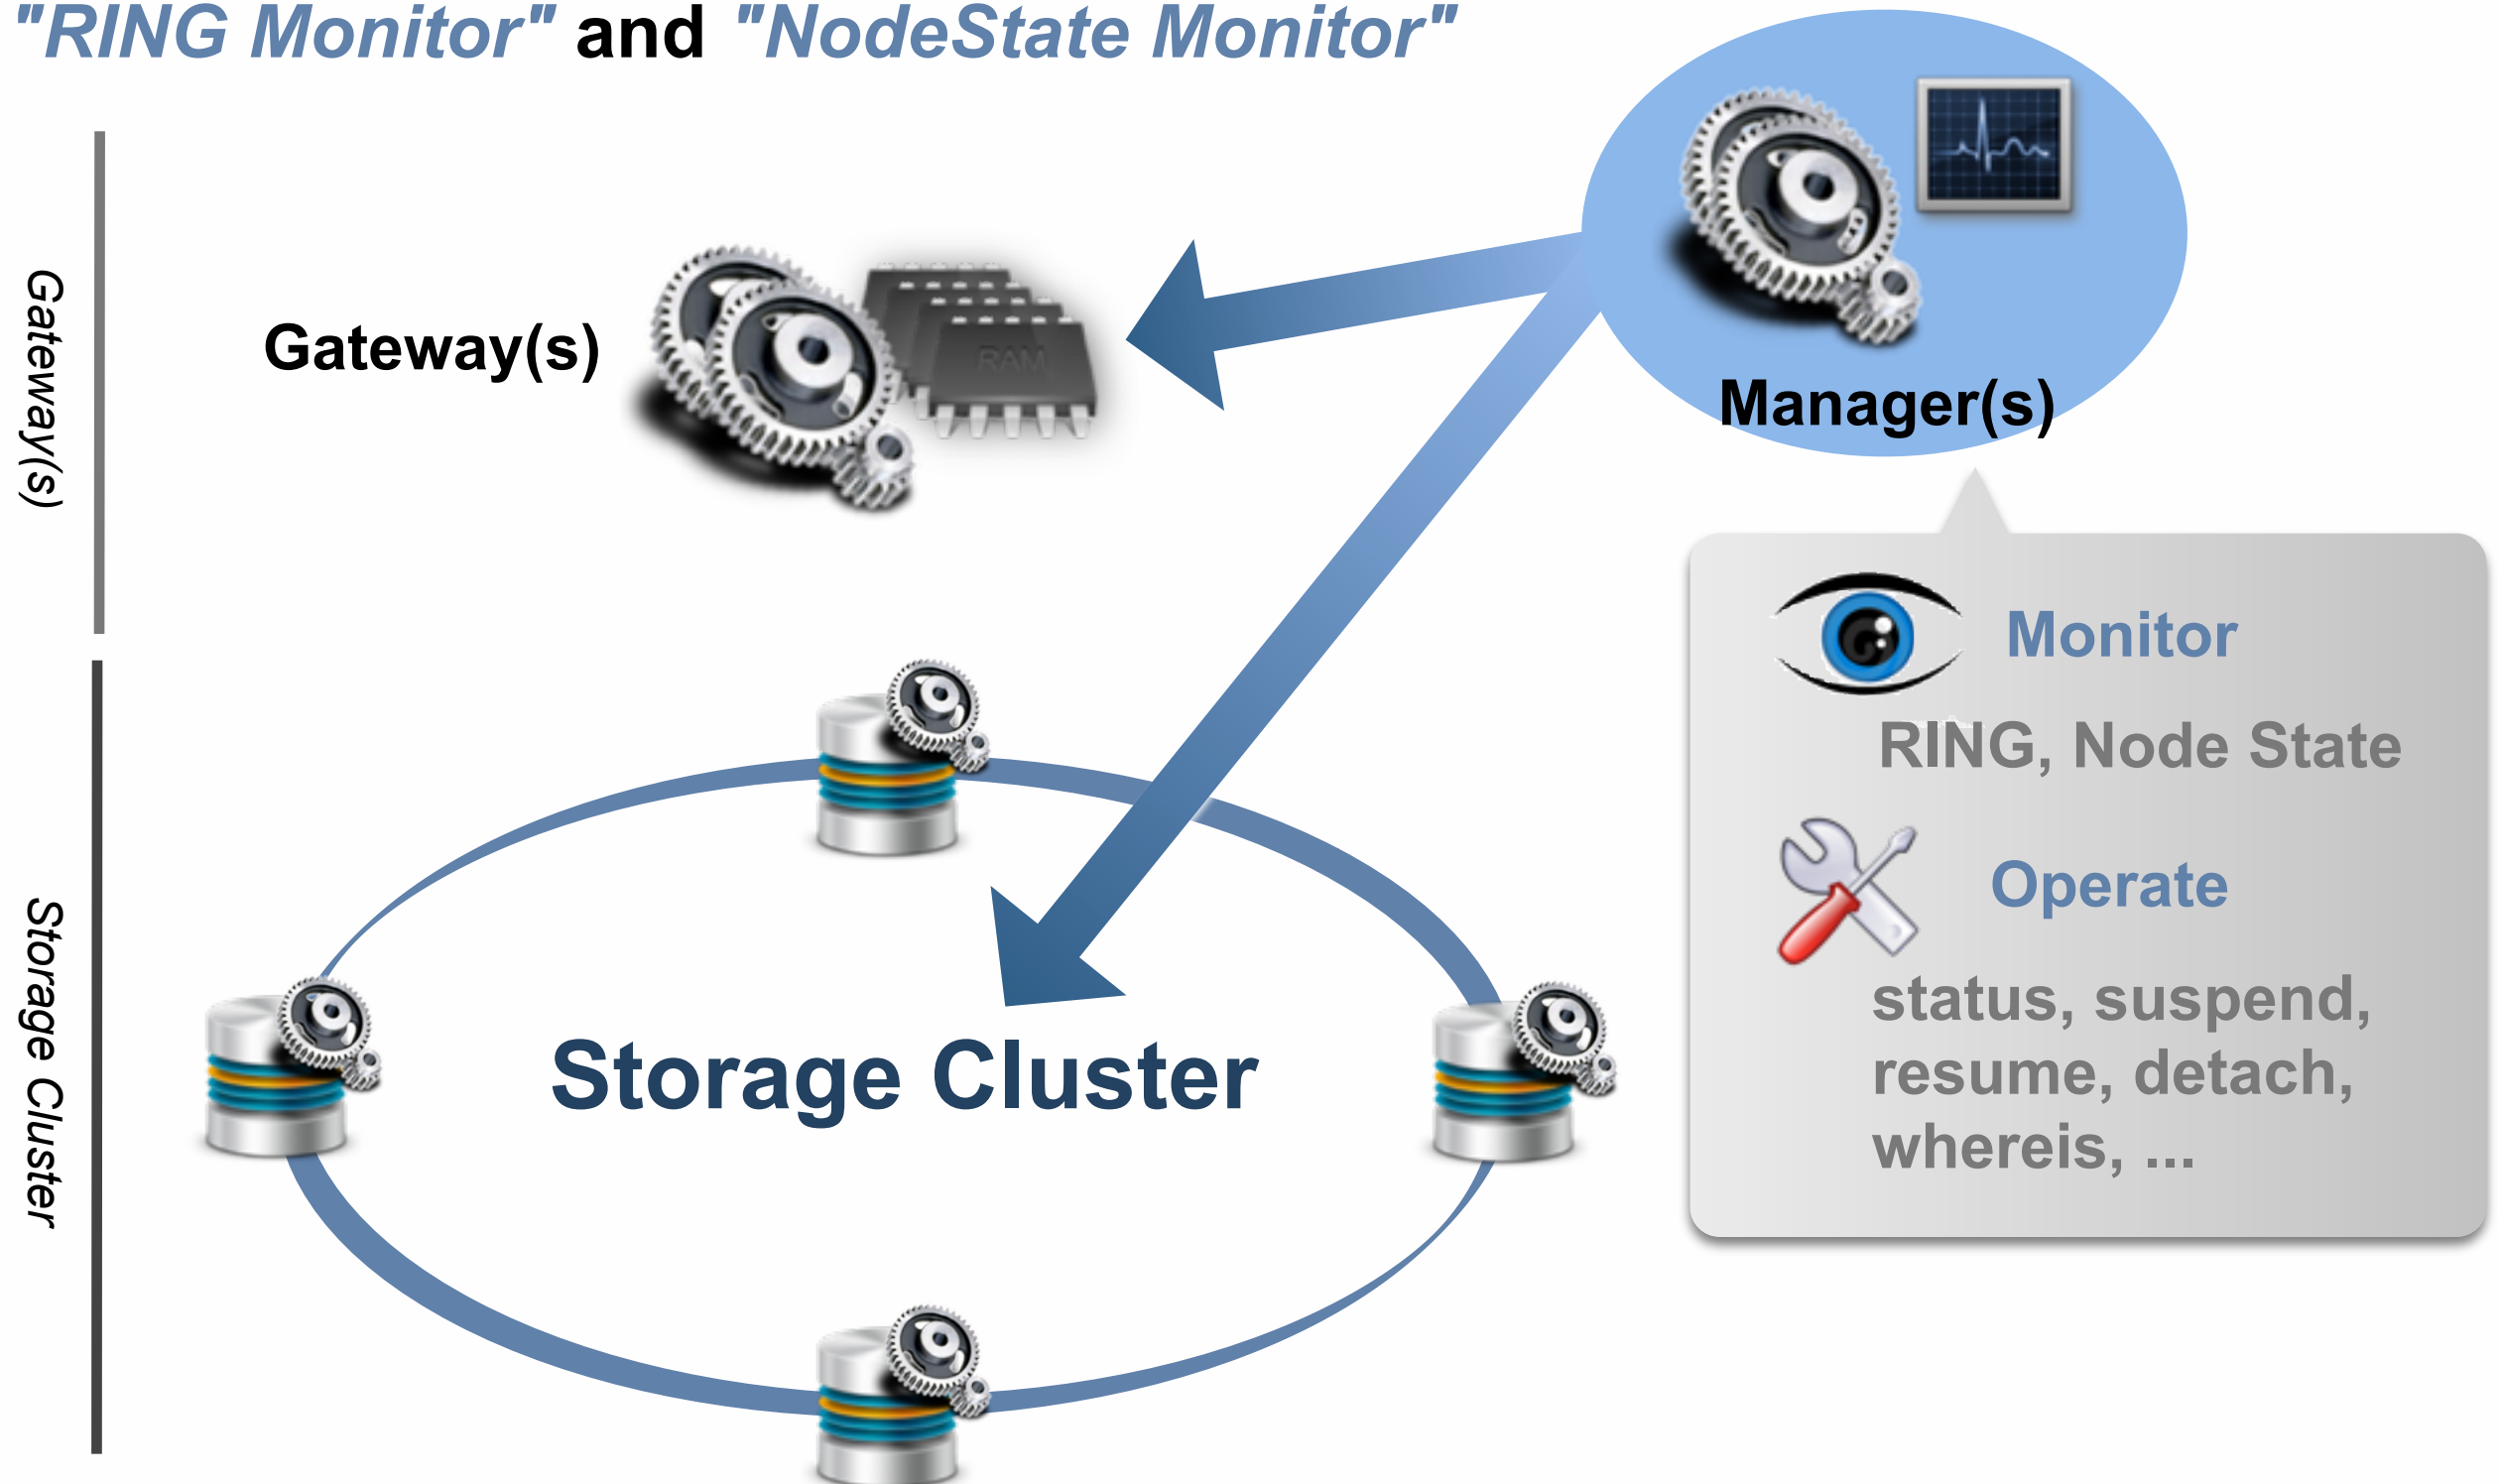 "RING Monitor" and "NodeState Monitor"
Gateway(s)
Gateway(s)
RAM
Manager(s)
Monitor
RING, Node State
Operate
status, suspend,
resume, detach,
whereis, ...
Storage Cluster
Storage Cluster